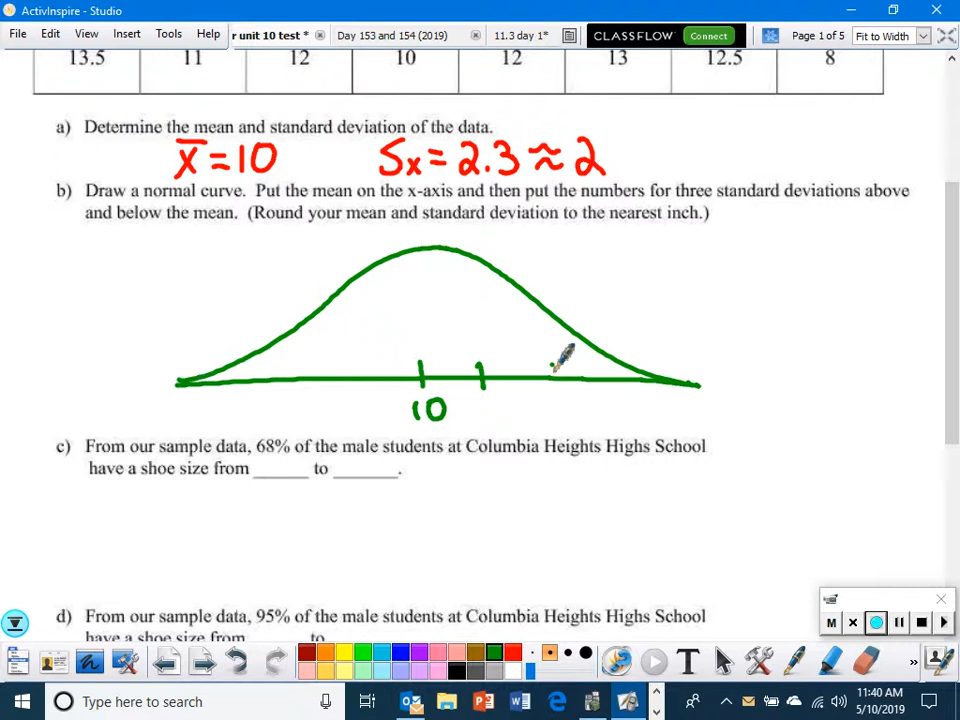 ActivInspire - Studio
File Edit View Insert Tools Help r unit 10 test * Day 153 and 154 (2019) 11.3 day 1* CLASSFLOW Connect Page 1 of 5 Fit to Width
13.5 11 12 10 12 13 12.5 8
a) Determine the mean and standard deviation of the data.
x̅ = 10 Sx = 2.3 ≈ 2
b) Draw a normal curve. Put the mean on the x-axis and then put the numbers for three standard deviations above
and below the mean. (Round your mean and standard deviation to the nearest inch.)
10
c) From our sample data, 68% of the male students at Columbia Heights Highs School
have a shoe size from ______ to _______.
d) From our sample data, 95% of the male students at Columbia Heights Highs School
have a shoe size from to
M
T
Type here to search
11:40 AM
5/10/2019